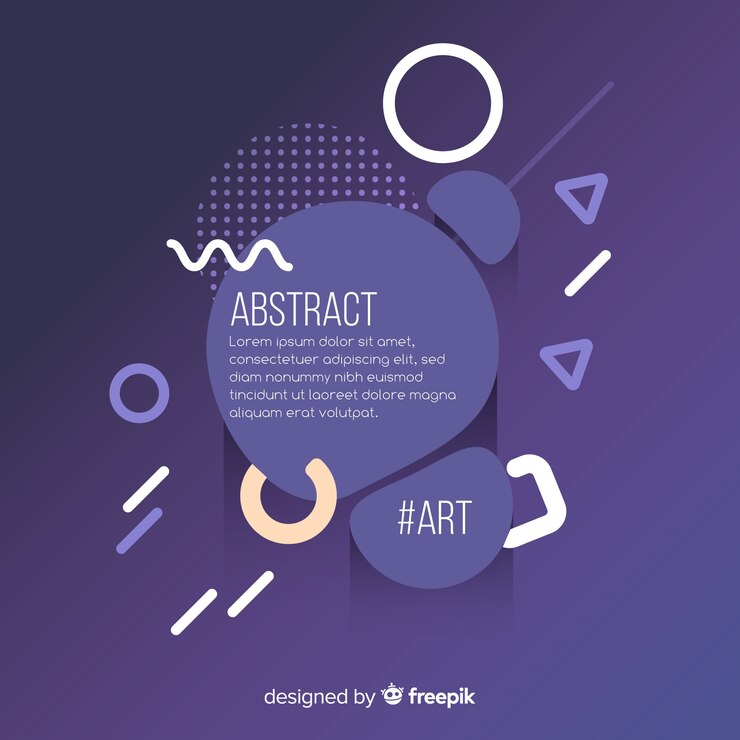 ABSTRACT
Lorem ipsum dolor sit amet,
consectetuer adipiscing elit, sed
diam nonummy nibh euismod
tincidunt ut laoreet dolore magna
aliquam erat volutpat.
#ART
designed by freepik